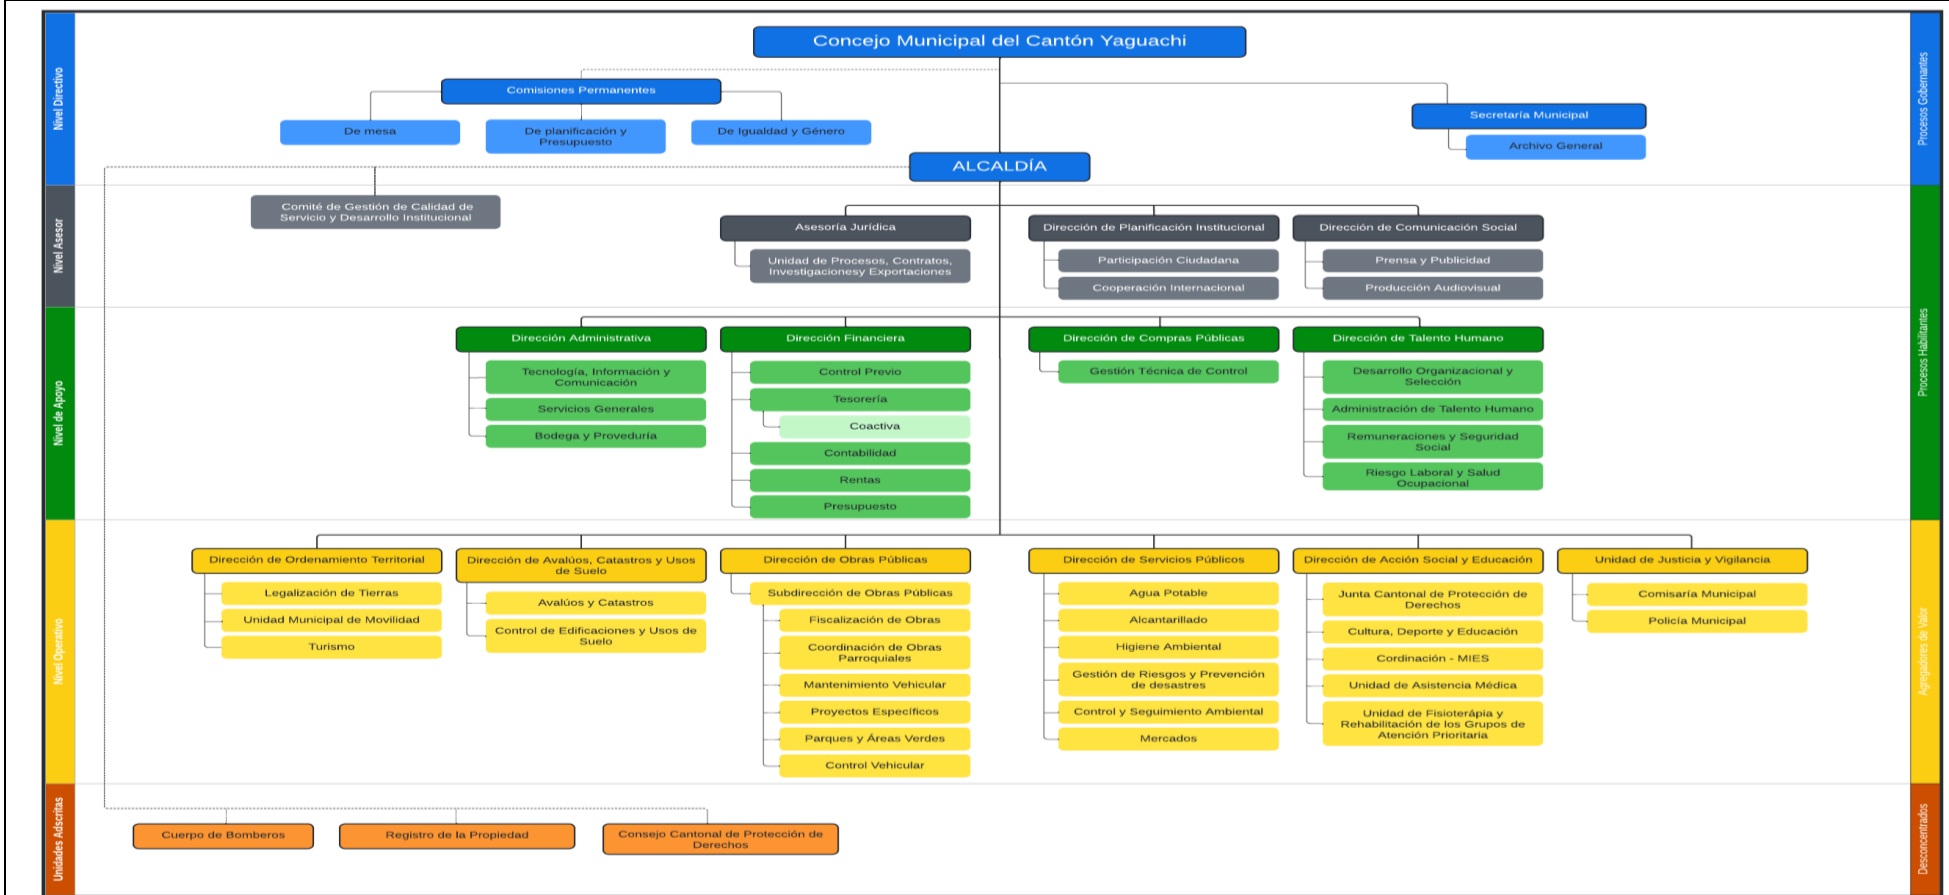 Concejo Municipal del Cantón Yaguachi
Nivel Directivo
Procesos Gobernantes
Comisiones Permanentes
De mesa
De planificación y
Presupuesto
De Igualdad y Género
Secretaría Municipal
Archivo General
ALCALDÍA
Nivel Asesor
Comité de Gestión de Calidad de
Servicio y Desarrollo Institucional
Asesoría Jurídica
Unidad de Procesos, Contratos,
Investigacionesy Exportaciones
Dirección de Planificación Institucional
Participación Ciudadana
Cooperación Internacional
Dirección de Comunicación Social
Prensa y Publicidad
Producción Audiovisual
Procesos Habilitantes
Nivel de Apoyo
Dirección Administrativa
Tecnología, Información y
Comunicación
Servicios Generales
Bodega y Proveduría
Dirección Financiera
Control Previo
Tesorería
Coactiva
Contabilidad
Rentas
Presupuesto
Dirección de Compras Públicas
Gestión Técnica de Control
Dirección de Talento Humano
Desarrollo Organizacional y
Selección
Administración de Talento Humano
Remuneraciones y Seguridad
Social
Riesgo Laboral y Salud
Ocupacional
Nivel Operativo
Dirección de Ordenamiento Territorial
Legalización de Tierras
Unidad Municipal de Movilidad
Turismo
Dirección de Avalúos, Catastros y Usos
de Suelo
Avalúos y Catastros
Control de Edificaciones y Usos de
Suelo
Dirección de Obras Públicas
Subdirección de Obras Públicas
Fiscalización de Obras
Coordinación de Obras
Parroquiales
Mantenimiento Vehicular
Proyectos Específicos
Parques y Áreas Verdes
Control Vehicular
Dirección de Servicios Públicos
Agua Potable
Alcantarillado
Higiene Ambiental
Gestión de Riesgos y Prevención
de desastres
Control y Seguimiento Ambiental
Mercados
Dirección de Acción Social y Educación
Junta Cantonal de Protección de
Derechos
Cultura, Deporte y Educación
Cordinación - MIES
Unidad de Asistencia Médica
Unidad de Fisioterápia y
Rehabilitación de los Grupos de
Atención Prioritaria
Unidad de Justicia y Vigilancia
Comisaría Municipal
Policía Municipal
Agregadores de Valor
Unidades Adscritas
Cuerpo de Bomberos
Registro de la Propiedad
Consejo Cantonal de Protección de
Derechos
Desconcentrados